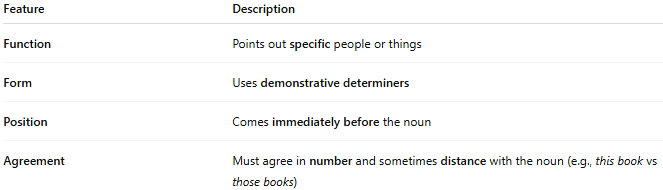 Feature Description
Function Points out specific people or things
Form Uses demonstrative determiners
Position Comes immediately before the noun
Agreement Must agree in number and sometimes distance with the noun (e.g., this book vs
those books)